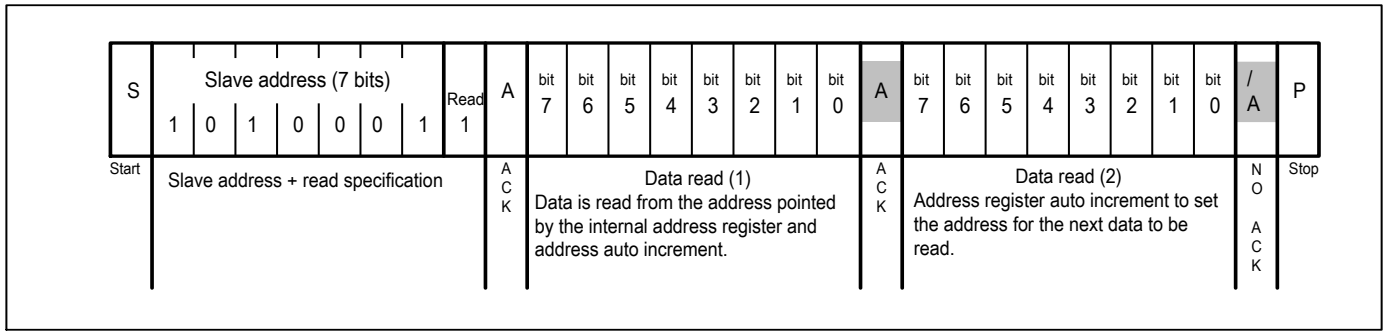 S
Slave address (7 bits)
1 0 1 0 0 0 1
Read
1
A
bit 7
bit 6
bit 5
bit 4
bit 3
bit 2
bit 1
bit 0
A
bit 7
bit 6
bit 5
bit 4
bit 3
bit 2
bit 1
bit 0
/
A
P
Start
Slave address + read specification
A
C
K
Data read (1)
Data is read from the address pointed
by the internal address register and
address auto increment.
A
C
K
Data read (2)
Address register auto increment to set
the address for the next data to be
read.
N
O
A
C
K
Stop